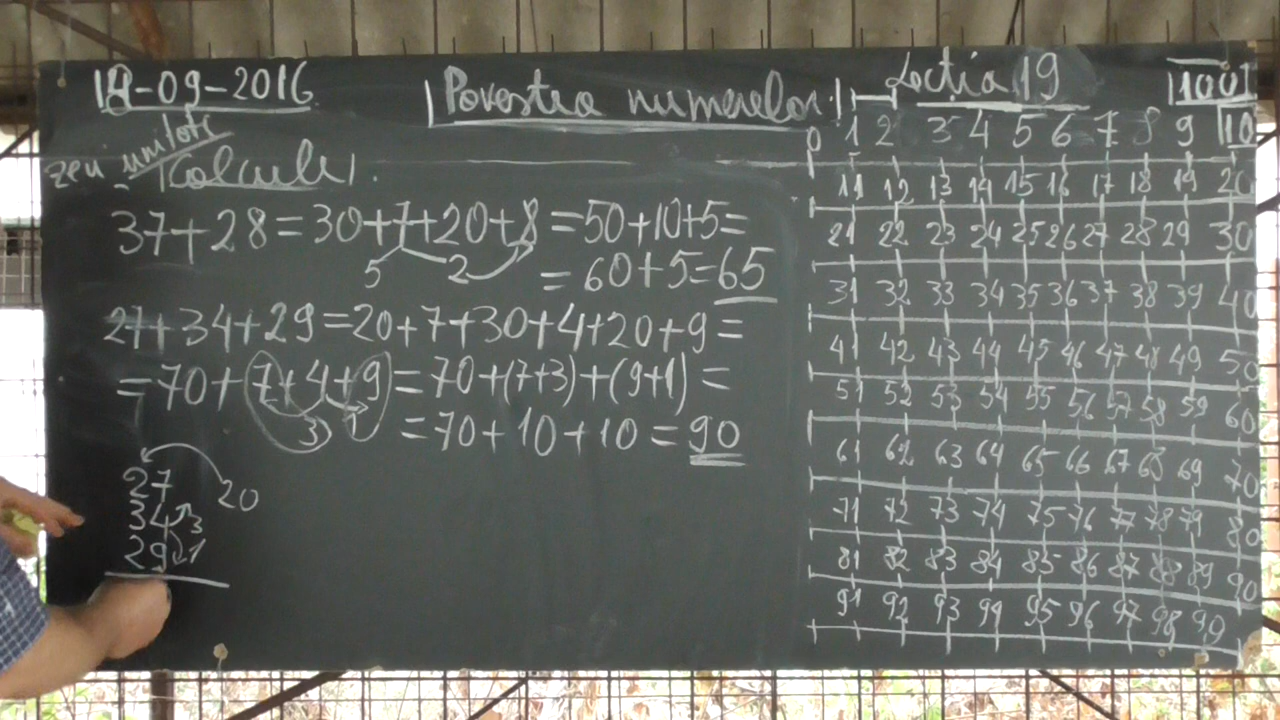 14-09-2016
Povestea numerelor
Lectia 19
100
zeci unitati
Calcule
37+28=30+7+20+8=50+10+5=
5 2
=60+5=65
27+34+29=20+7+30+4+20+9=
=70+7+4+9=70+(7+3)+(9+1)=
3 1
=70+10+10=90
27
20
34
3
29
1
0 1 2 3 4 5 6 7 8 9 10
11 12 13 14 15 16 17 18 19 20
21 22 23 24 25 26 27 28 29 30
31 32 33 34 35 36 37 38 39 40
41 42 43 44 45 46 47 48 49 50
51 52 53 54 55 56 57 58 59 60
61 62 63 64 65 66 67 68 69 70
71 72 73 74 75 76 77 78 79 80
81 82 83 84 85 86 87 88 89 90
91 92 93 94 95 96 97 98 99